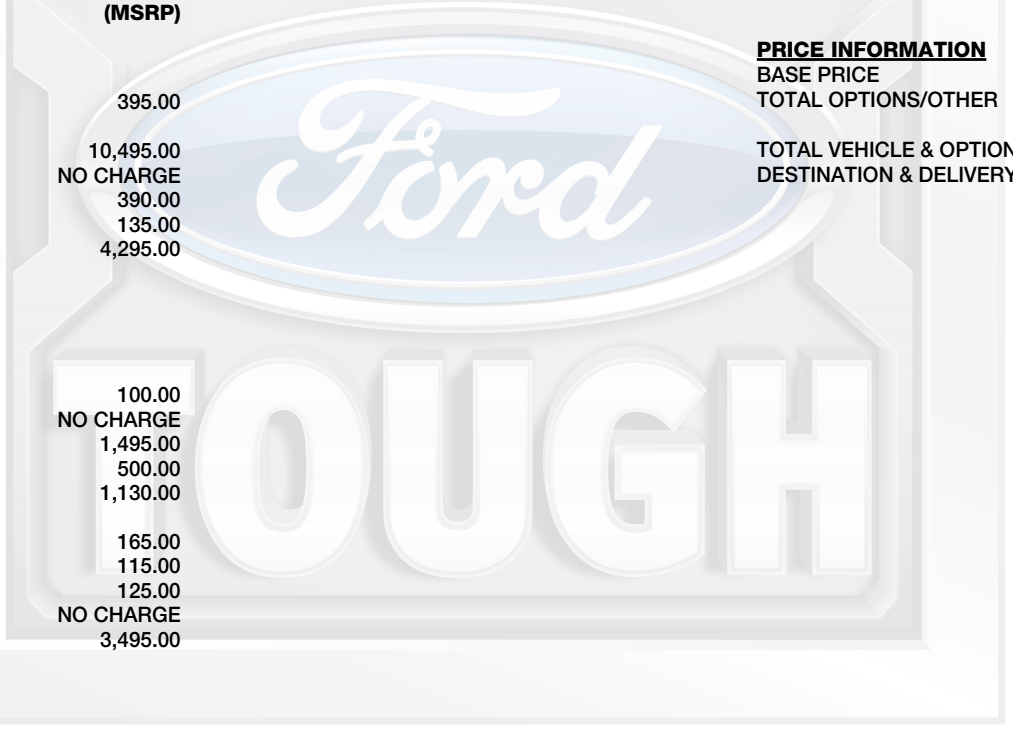 (MSRP)
395.00
10,495.00
NO CHARGE
390.00
135.00
4,295.00
100.00
NO CHARGE
1,495.00
500.00
1,130.00
165.00
115.00
125.00
NO CHARGE
3,495.00
PRICE INFORMATION
BASE PRICE
TOTAL OPTIONS/OTHER
TOTAL VEHICLE & OPTION
DESTINATION & DELIVERY
Ford
TOUGH